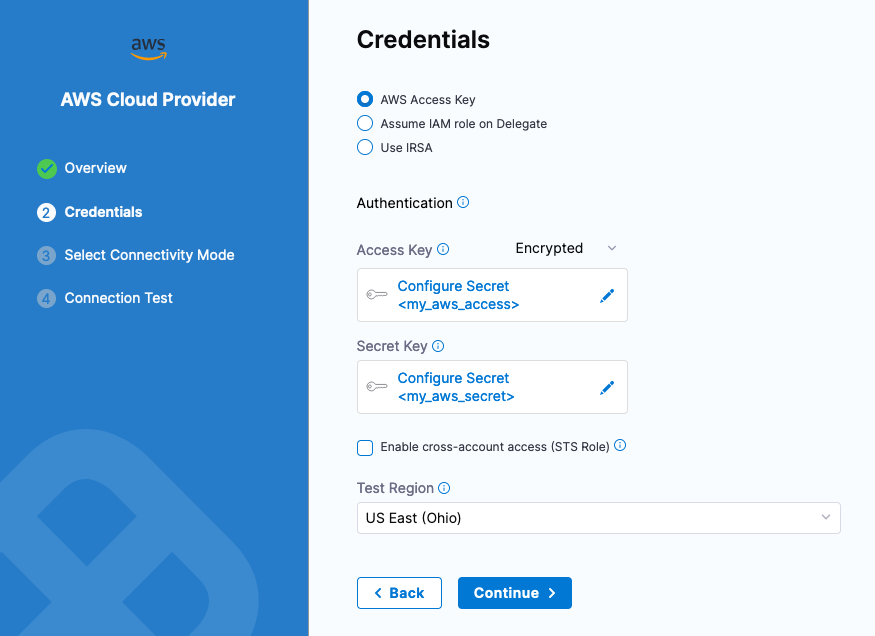 aws
AWS Cloud Provider
Overview
2 Credentials
3 Select Connectivity Mode
4 Connection Test
Credentials
AWS Access Key
Assume IAM role on Delegate
Use IRSA
Authentication
Access Key
Encrypted
Configure Secret
<my_aws_access>
Secret Key
Configure Secret
<my_aws_secret>
Enable cross-account access (STS Role)
Test Region
US East (Ohio)
Back
Continue